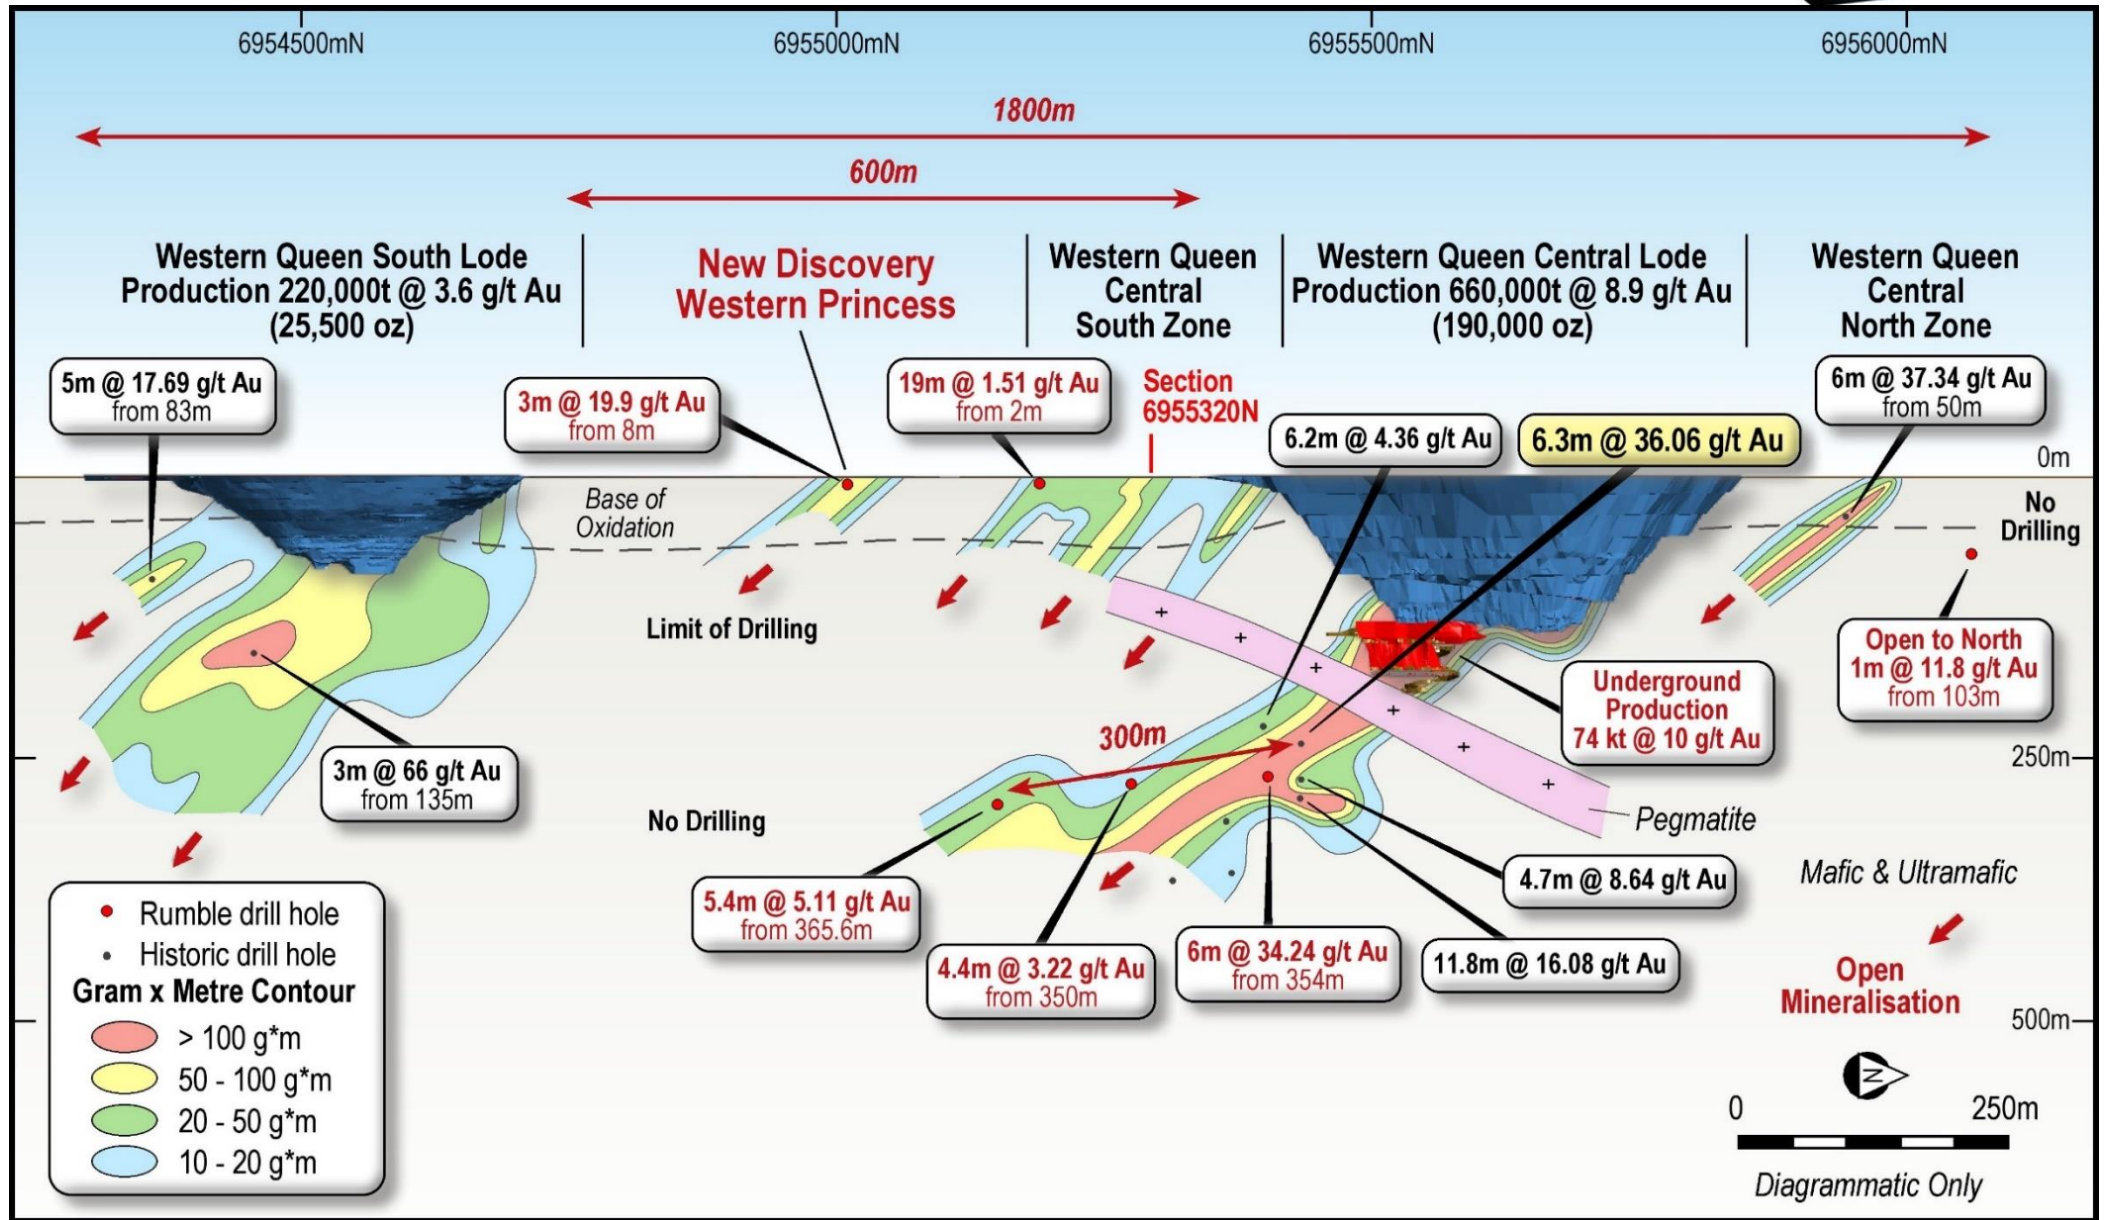 6954500mN
6955000mN
6955500mN
6956000mN
1800m
600m
Western Queen South Lode
Production 220,000t @ 3.6 g/t Au
(25,500 oz)
New Discovery
Western Princess
Western Queen
Central
South Zone
Western Queen Central Lode
Production 660,000t @ 8.9 g/t Au
(190,000 oz)
Western Queen
Central
North Zone
5m @ 17.69 g/t Au
from 83m
3m @ 19.9 g/t Au
from 8m
19m @ 1.51 g/t Au
from 2m
Section
6955320N
6.2m @ 4.36 g/t Au
6.3m @ 36.06 g/t Au
6m @ 37.34 g/t Au
from 50m
0m
Base of
Oxidation
No
Drilling
Limit of Drilling
Open to North
1m @ 11.8 g/t Au
from 103m
Underground
Production
74 kt @ 10 g/t Au
300m
3m @ 66 g/t Au
from 135m
250m
No Drilling
Pegmatite
4.7m @ 8.64 g/t Au
Mafic & Ultramafic
5.4m @ 5.11 g/t Au
from 365.6m
4.4m @ 3.22 g/t Au
from 350m
6m @ 34.24 g/t Au
from 354m
11.8m @ 16.08 g/t Au
Open
Mineralisation
500m
Rumble drill hole
Historic drill hole
Gram x Metre Contour
> 100 g*m
50 - 100 g*m
20 - 50 g*m
10 - 20 g*m
N
0 250m
Diagrammatic Only